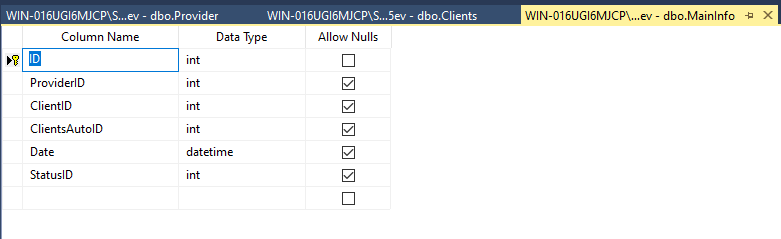 WIN-016UGI6MJCP\S...ev - dbo.Provider WIN-016UGI6MJCP\S...5ev - dbo.Clients WIN-016UGI6MJCP\...ev - dbo.MainInfo
Column Name Data Type Allow Nulls
ID int
ProviderID int
ClientID int
ClientsAutoID int
Date datetime
StatusID int